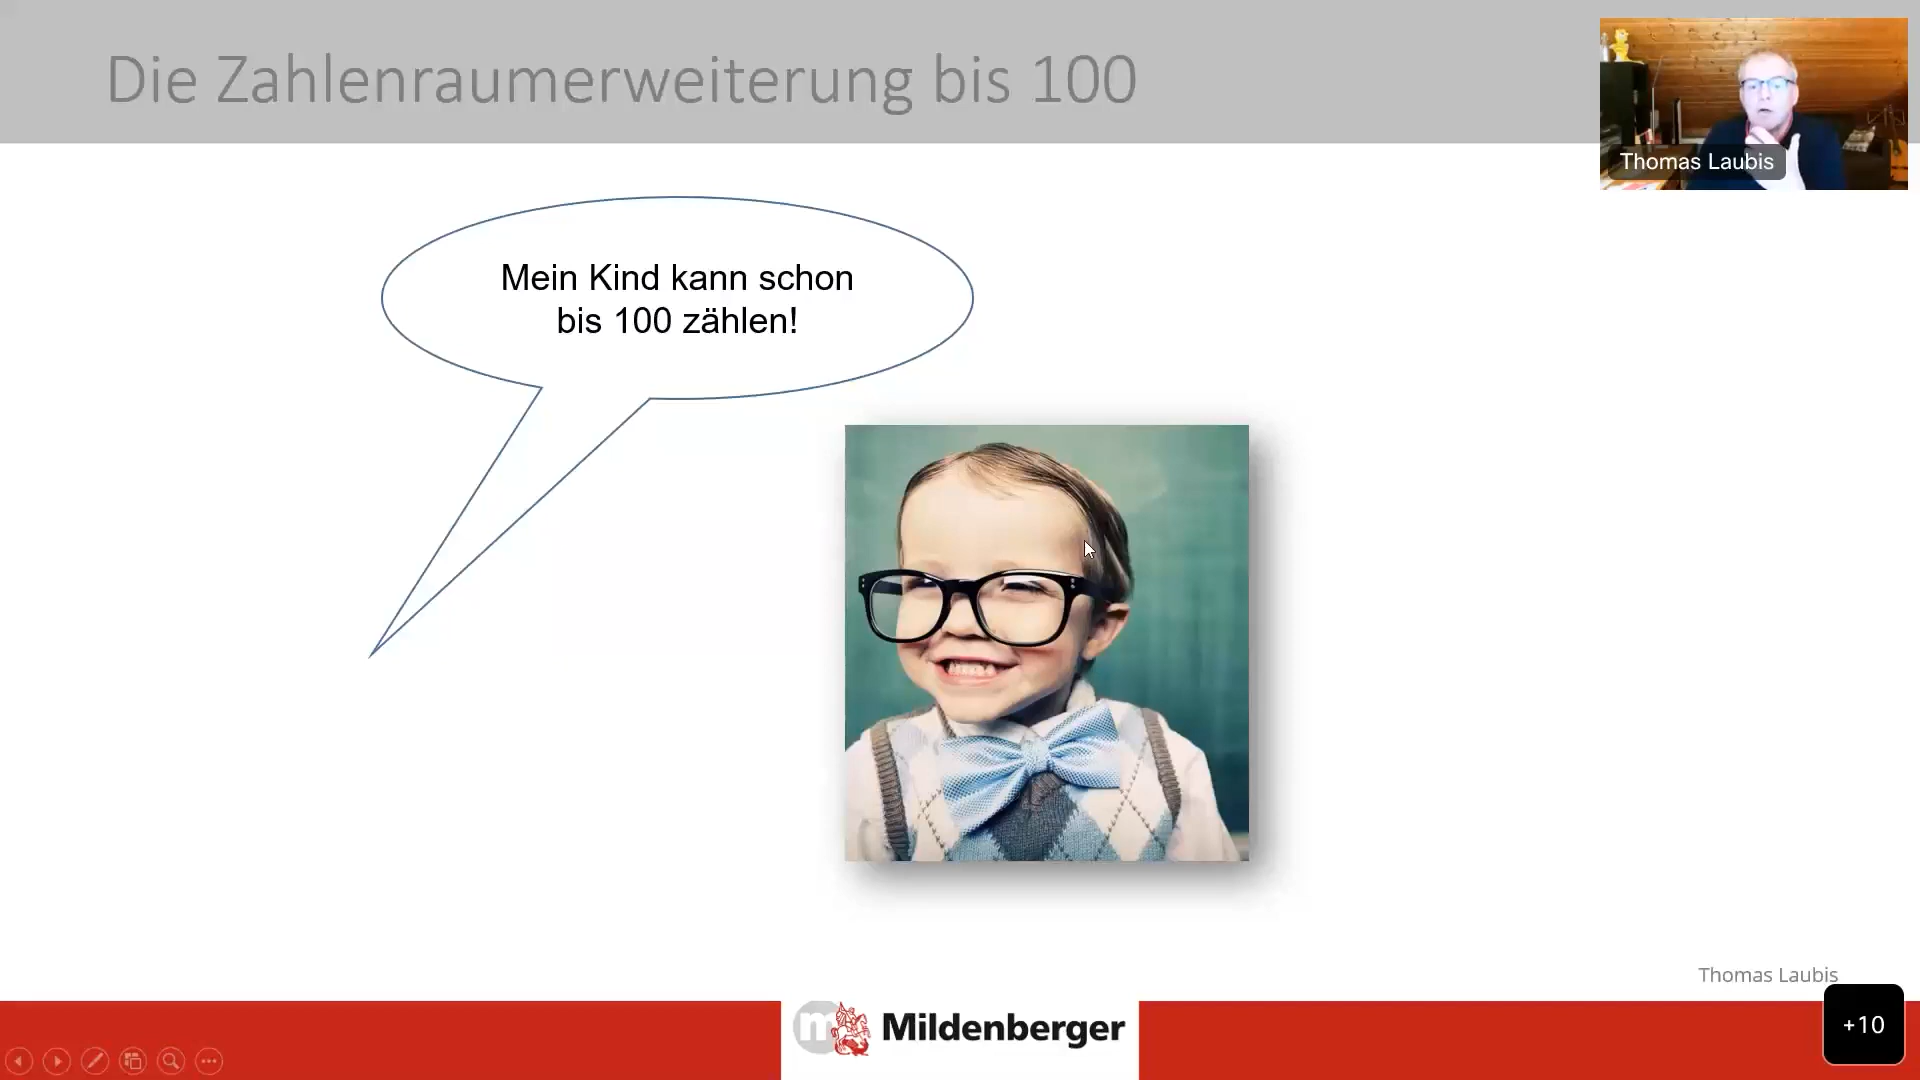 Die Zahlenraumerweiterung bis 100
Thomas Laubis
Mein Kind kann schon
bis 100 zählen!
Thomas Laubis
m Mildenberger
+10